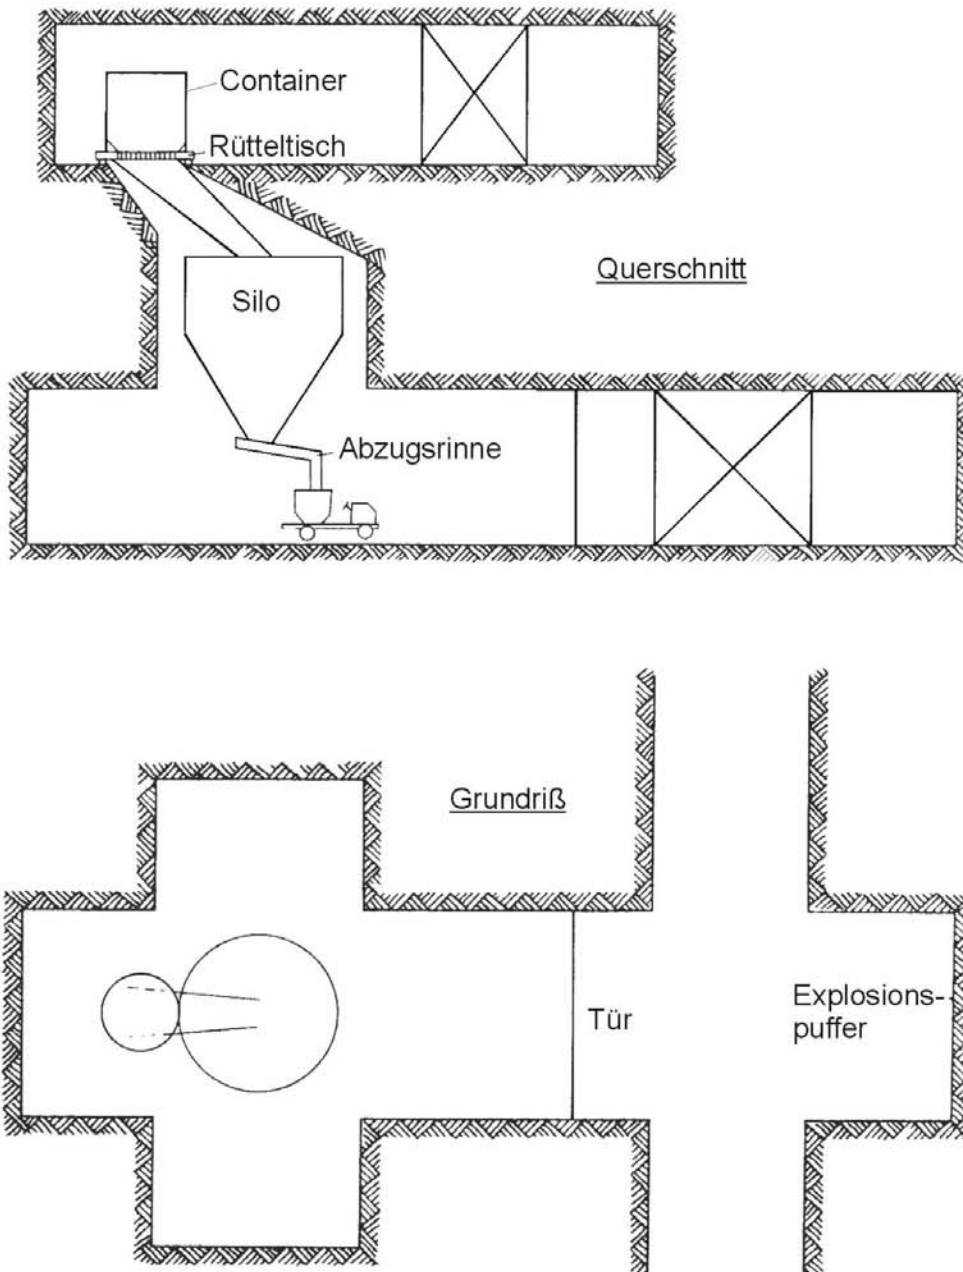 Container
Rütteltisch
Querschnitt
Silo
Abzugsrinne
Grundriß
Explosions-
puffer
Tür